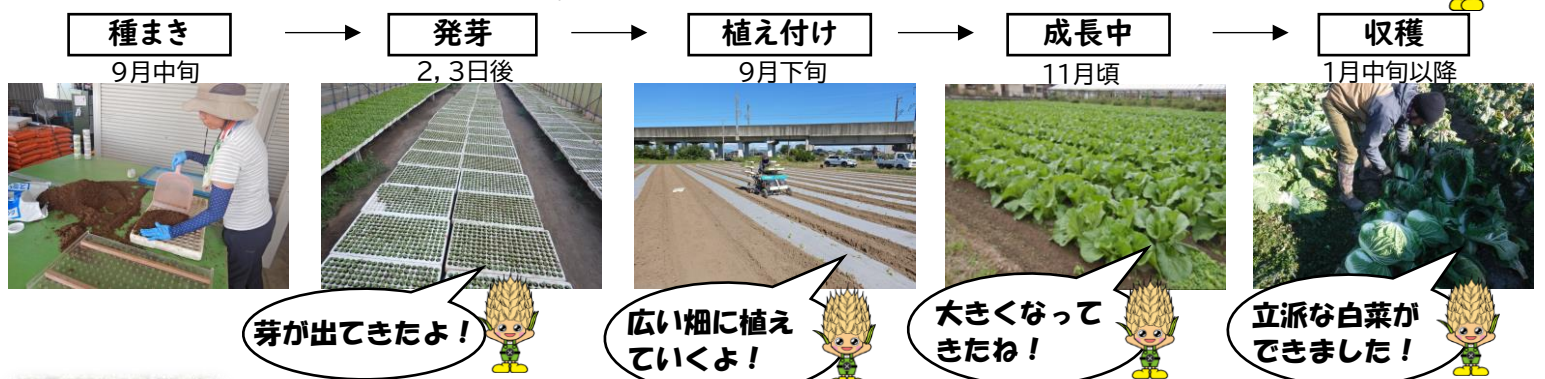 種まき
9月中旬
発芽
2,3日後
植え付け
9月下旬
成長中
11月頃
収穫
1月中旬以降
芽が出てきたよ！
広い畑に植え
ていくよ！
大きくなって
きたね！
立派な白菜が
できました！